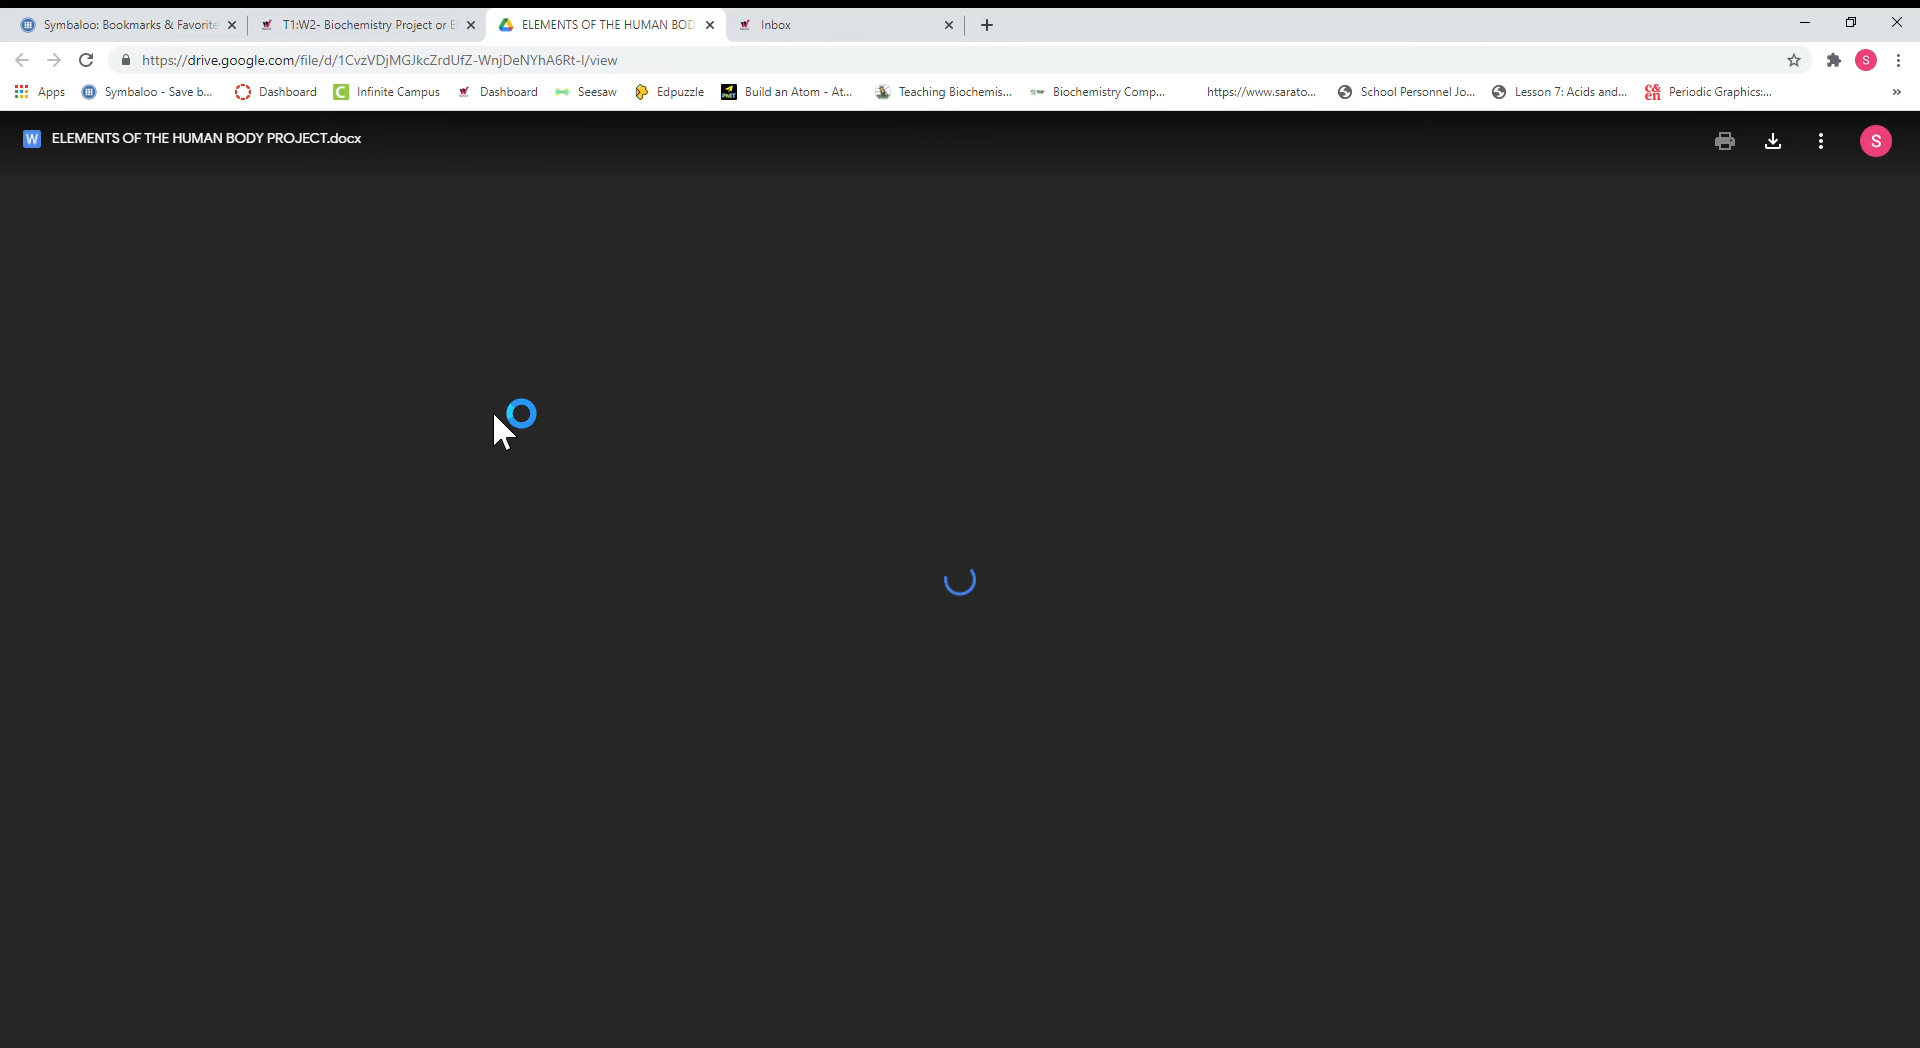 Symbaloo: Bookmarks & Favorite
T1:W2- Biochemistry Project or E
ELEMENTS OF THE HUMAN BOD
Inbox
https://drive.google.com/file/d/1CvzVDjMGJkcZrdUfZ-WnjDeNYhA6Rt-I/view
S
Apps
Symbaloo - Save b...
Dashboard
C
Infinite Campus
Dashboard
Seesaw
Edpuzzle
PhET
Build an Atom - At...
Teaching Biochemis...
Biochemistry Comp...
https://www.sarato...
School Personnel Jo...
Lesson 7: Acids and...
c&en
Periodic Graphics:...
»
W
ELEMENTS OF THE HUMAN BODY PROJECT.docx
S